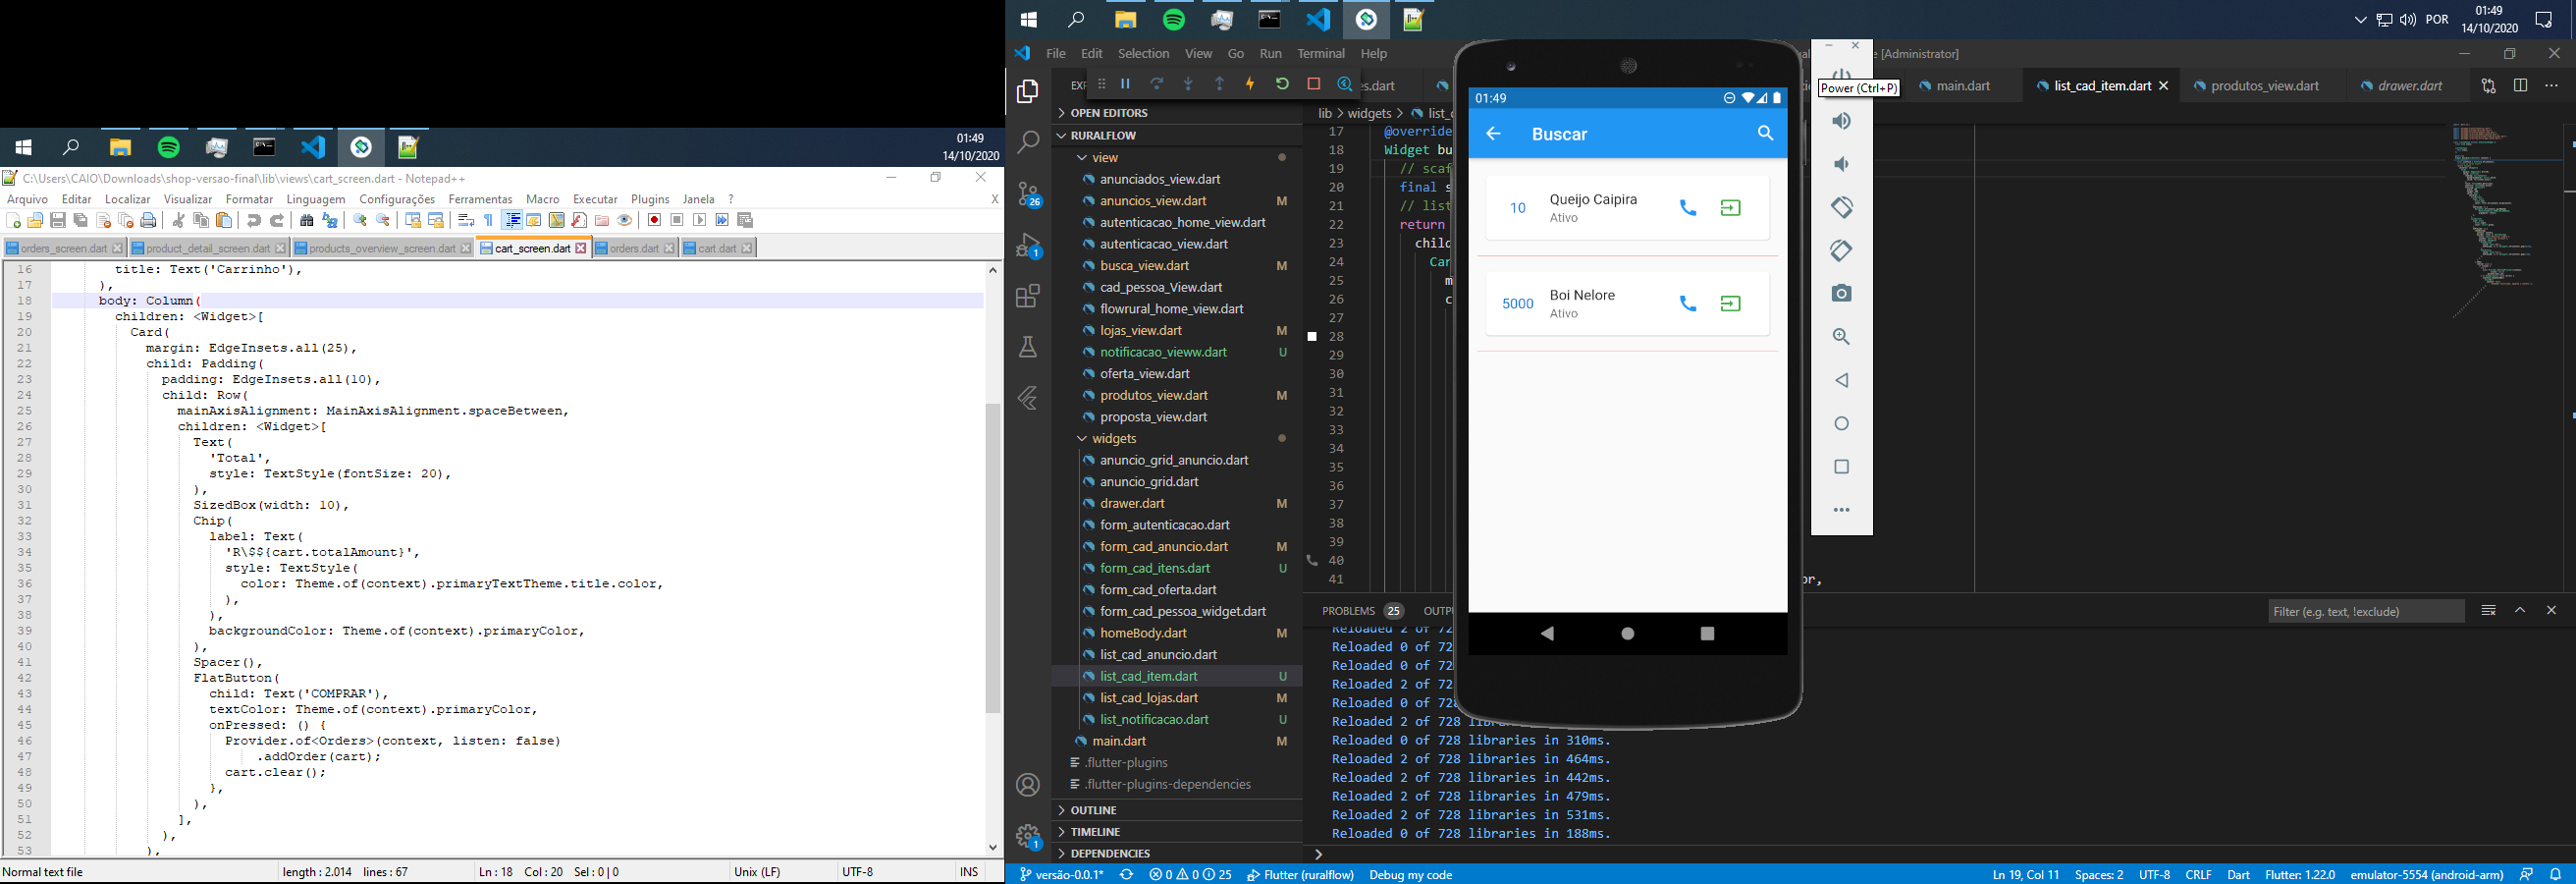 01:49
14/10/2020
C:\Users\CAIO\Downloads\shop-versao-final\lib\views\cart_screen.dart - Notepad++
Arquivo Editar Localizar Visualizar Formatar Linguagem Configurações Ferramentas Macro Executar Plugins Janela ? X
orders_screen.dart product_detail_screen.dart products_overview_screen.dart cart_screen.dart orders.dart cart.dart
16 title: Text('Carrinho'),
17 ),
18 body: Column(
19 children: <Widget>[
20 Card(
21 margin: EdgeInsets.all(25),
22 child: Padding(
23 padding: EdgeInsets.all(10),
24 child: Row(
25 mainAxisAlignment: MainAxisAlignment.spaceBetween,
26 children: <Widget>[
27 Text(
28 'Total',
29 style: TextStyle(fontSize: 20),
30 ),
31 SizedBox(width: 10),
32 Chip(
33 label: Text(
34 'R\$${cart.totalAmount}',
35 style: TextStyle(
36 color: Theme.of(context).primaryTextTheme.title.color,
37 ),
38 ),
39 backgroundColor: Theme.of(context).primaryColor,
40 ),
41 Spacer(),
42 FlatButton(
43 child: Text('COMPRAR'),
44 textColor: Theme.of(context).primaryColor,
45 onPressed: () {
46 Provider.of<Orders>(context, listen: false)
47 .addOrder(cart);
48 cart.clear();
49 },
50 ),
51 ],
52 ),
53 ),
Normal text file length : 2.014 lines : 67 Ln : 18 Col : 20 Sel : 0 | 0 Unix (LF) UTF-8 INS
POR
01:49
14/10/2020
File Edit Selection View Go Run Terminal Help
[Administrator]
main.dart list_cad_item.dart produtos_view.dart drawer.dart
OPEN EDITORS
RURALFLOW
view
anunciados_view.dart
anuncios_view.dart M
autenticacao_home_view.dart
autenticacao_view.dart
busca_view.dart M
cad_pessoa_View.dart
flowrural_home_view.dart
lojas_view.dart M
notificacao_vieww.dart U
oferta_view.dart
produtos_view.dart M
proposta_view.dart
widgets
anuncio_grid_anuncio.dart
anuncio_grid.dart
drawer.dart M
form_autenticacao.dart
form_cad_anuncio.dart M
form_cad_itens.dart U
form_cad_oferta.dart
form_cad_pessoa_widget.dart
homeBody.dart M
list_cad_anuncio.dart
list_cad_item.dart U
list_cad_lojas.dart M
list_notificacao.dart U
main.dart M
.flutter-plugins
.flutter-plugins-dependencies
OUTLINE
TIMELINE
DEPENDENCIES
26
1
1
lib > widgets >
17 @override
18 Widget
19 // 
20 final
21 // list
22 return
23
24
25
26
27
28
29
30
31
32
33
34
35
36
37
38
39
40
41
01:49
Buscar
10
Queijo Caipira
Ativo
5000
Boi Nelore
Ativo
Power (Ctrl+P)
PROBLEMS 25
Filter (e.g. text, !exclude)
Reloaded 2 of 72
Reloaded 0 of 72
Reloaded 0 of 72
Reloaded 2 of 72
Reloaded 0 of 72
Reloaded 2 of 728
Reloaded 0 of 728 libraries in 310ms.
Reloaded 2 of 728 libraries in 464ms.
Reloaded 2 of 728 libraries in 442ms.
Reloaded 2 of 728 libraries in 479ms.
Reloaded 2 of 728 libraries in 531ms.
Reloaded 0 of 728 libraries in 188ms.
versão-0.0.1* 0 0 25 Flutter (ruralflow) Debug my code Ln 19, Col 11 Spaces: 2 UTF-8 CRLF Dart Flutter: 1.22.0 emulator-5554 (android-arm)